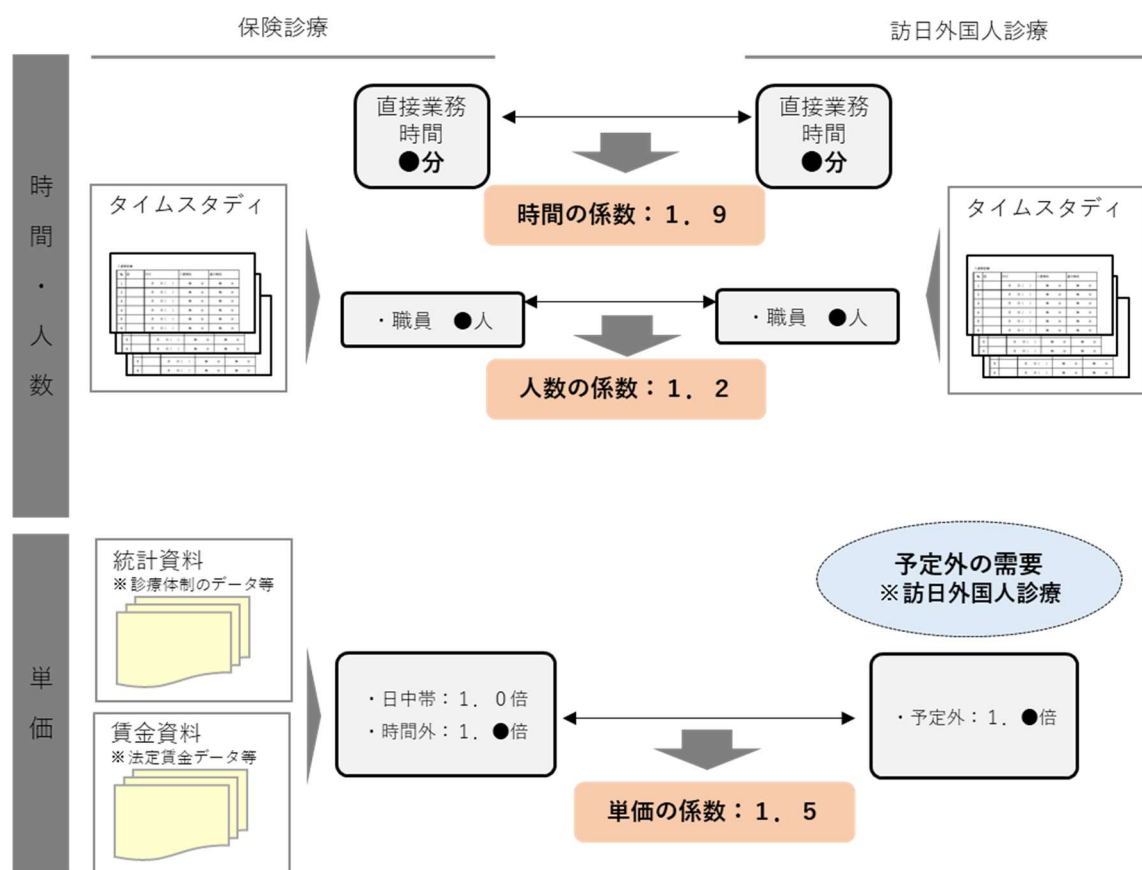 保険診療
訪日外国人診療
時間・人数
直接業務
時間
●分
直接業務
時間
●分
時間の係数：１．９
タイムスタディ
タイムスタディ
・職員　●人
・職員　●人
人数の係数：１．２
単価
統計資料
※診療体制のデータ等
賃金資料
※法定賃金データ等
・日中帯：１．０倍
・時間外：１．●倍
予定外の需要
※訪日外国人診療
・予定外：１．●倍
単価の係数：１．５